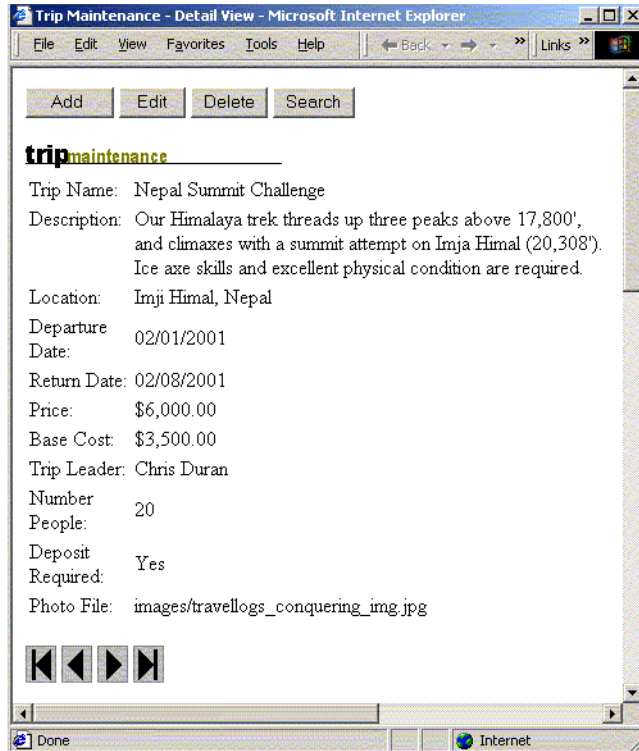 Trip Maintenance - Detail View - Microsoft Internet Explorer
File Edit View Favorites Tools Help Back » Links »
Add Edit Delete Search
tripmaintenance
Trip Name: Nepal Summit Challenge
Description: Our Himalaya trek threads up three peaks above 17,800',
and climaxes with a summit attempt on Imja Himal (20,308').
Ice axe skills and excellent physical condition are required.
Location: Imji Himal, Nepal
Departure
Date: 02/01/2001
Return Date: 02/08/2001
Price: $6,000.00
Base Cost: $3,500.00
Trip Leader: Chris Duran
Number
People: 20
Deposit
Required: Yes
Photo File: images/travellogs_conquering_img.jpg
Done Internet